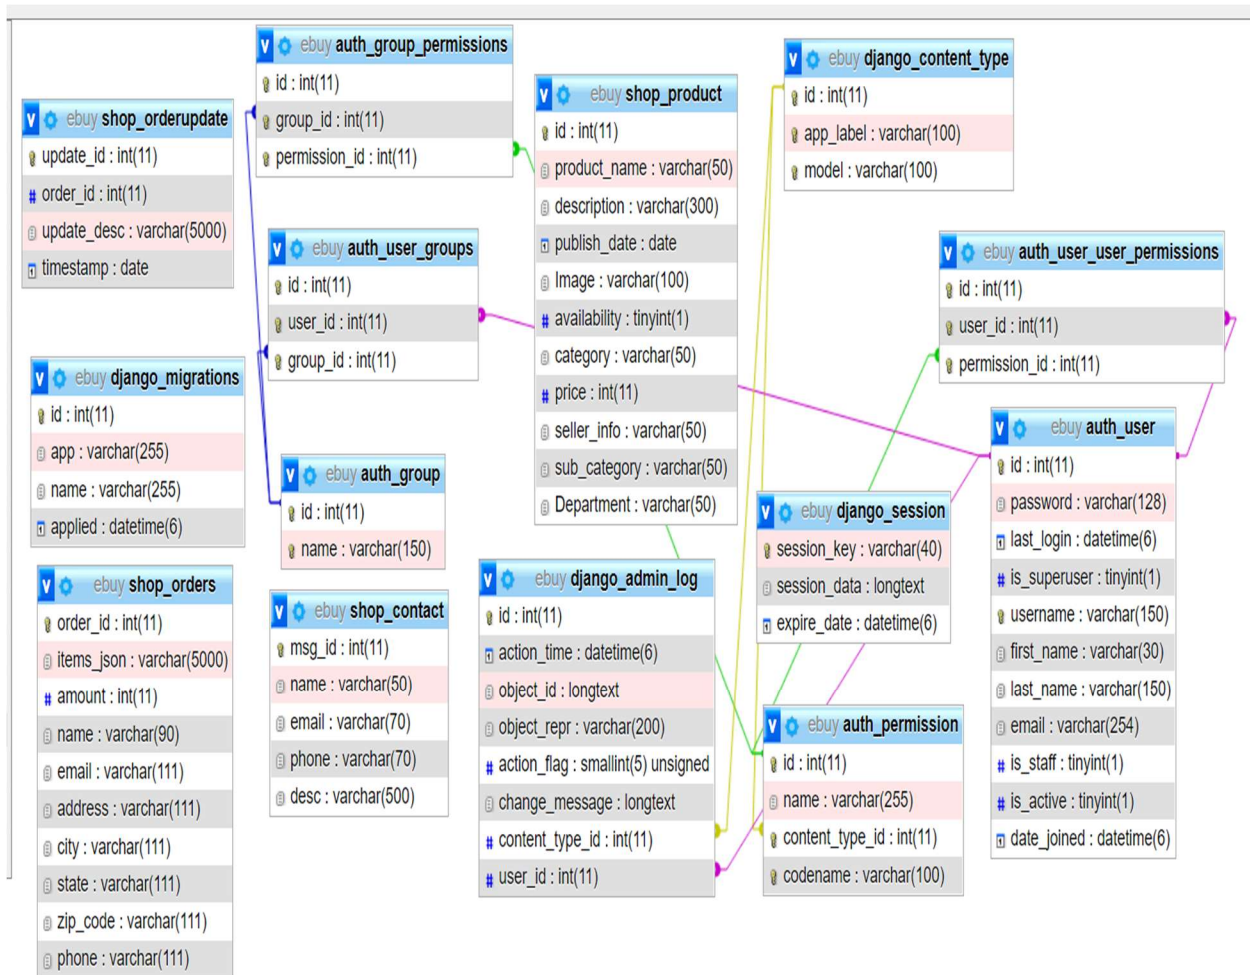 ebuy shop_orderupdate
update_id : int(11)
order_id : int(11)
update_desc : varchar(5000)
timestamp : date
ebuy django_migrations
id : int(11)
app : varchar(255)
name : varchar(255)
applied : datetime(6)
ebuy shop_orders
order_id : int(11)
items_json : varchar(5000)
amount : int(11)
name : varchar(90)
email : varchar(111)
address : varchar(111)
city : varchar(111)
state : varchar(111)
zip_code : varchar(111)
phone : varchar(111)
ebuy auth_group_permissions
id : int(11)
group_id : int(11)
permission_id : int(11)
ebuy auth_user_groups
id : int(11)
user_id : int(11)
group_id : int(11)
ebuy auth_group
id : int(11)
name : varchar(150)
ebuy shop_contact
msg_id : int(11)
name : varchar(50)
email : varchar(70)
phone : varchar(70)
desc : varchar(500)
ebuy shop_product
id : int(11)
product_name : varchar(50)
description : varchar(300)
publish_date : date
Image : varchar(100)
availability : tinyint(1)
category : varchar(50)
price : int(11)
seller_info : varchar(50)
sub_category : varchar(50)
Department : varchar(50)
ebuy django_admin_log
id : int(11)
action_time : datetime(6)
object_id : longtext
object_repr : varchar(200)
action_flag : smallint(5) unsigned
change_message : longtext
content_type_id : int(11)
user_id : int(11)
ebuy django_content_type
id : int(11)
app_label : varchar(100)
model : varchar(100)
ebuy django_session
session_key : varchar(40)
session_data : longtext
expire_date : datetime(6)
ebuy auth_permission
id : int(11)
name : varchar(255)
content_type_id : int(11)
codename : varchar(100)
ebuy auth_user_user_permissions
id : int(11)
user_id : int(11)
permission_id : int(11)
ebuy auth_user
id : int(11)
password : varchar(128)
last_login : datetime(6)
is_superuser : tinyint(1)
username : varchar(150)
first_name : varchar(30)
last_name : varchar(150)
email : varchar(254)
is_staff : tinyint(1)
is_active : tinyint(1)
date_joined : datetime(6)